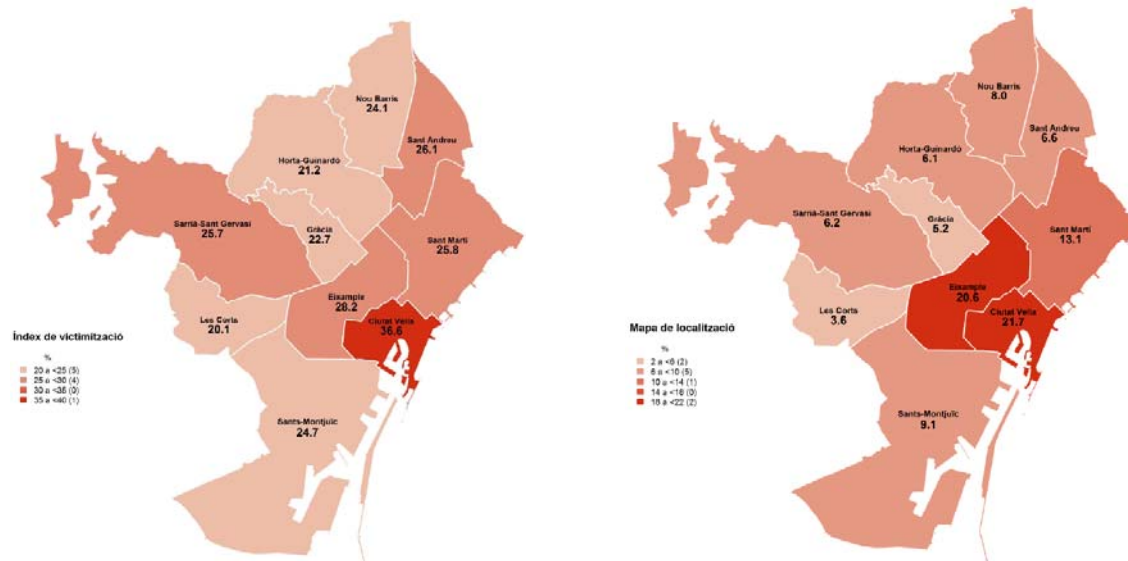 Nou Barris
24.1
Sant Andreu
26.1
Horta-Guinardó
21.2
Sarrià-Sant Gervasi
25.7
Gràcia
22.7
Sant Martí
25.8
Eixample
28.2
Les Corts
20.1
Ciutat Vella
36.6
Sants-Montjuïc
24.7
Índex de victimització
%
20 a <25 (5)
25 a <30 (4)
30 a <35 (0)
35 a <40 (1)
Nou Barris
8.0
Sant Andreu
6.6
Horta-Guinardó
6.1
Sarrià-Sant Gervasi
6.2
Gràcia
5.2
Sant Martí
13.1
Eixample
20.6
Les Corts
3.6
Ciutat Vella
21.7
Sants-Montjuïc
9.1
Mapa de localització
%
2 a <6 (2)
6 a <10 (5)
10 a <14 (1)
14 a <18 (0)
18 a <22 (2)